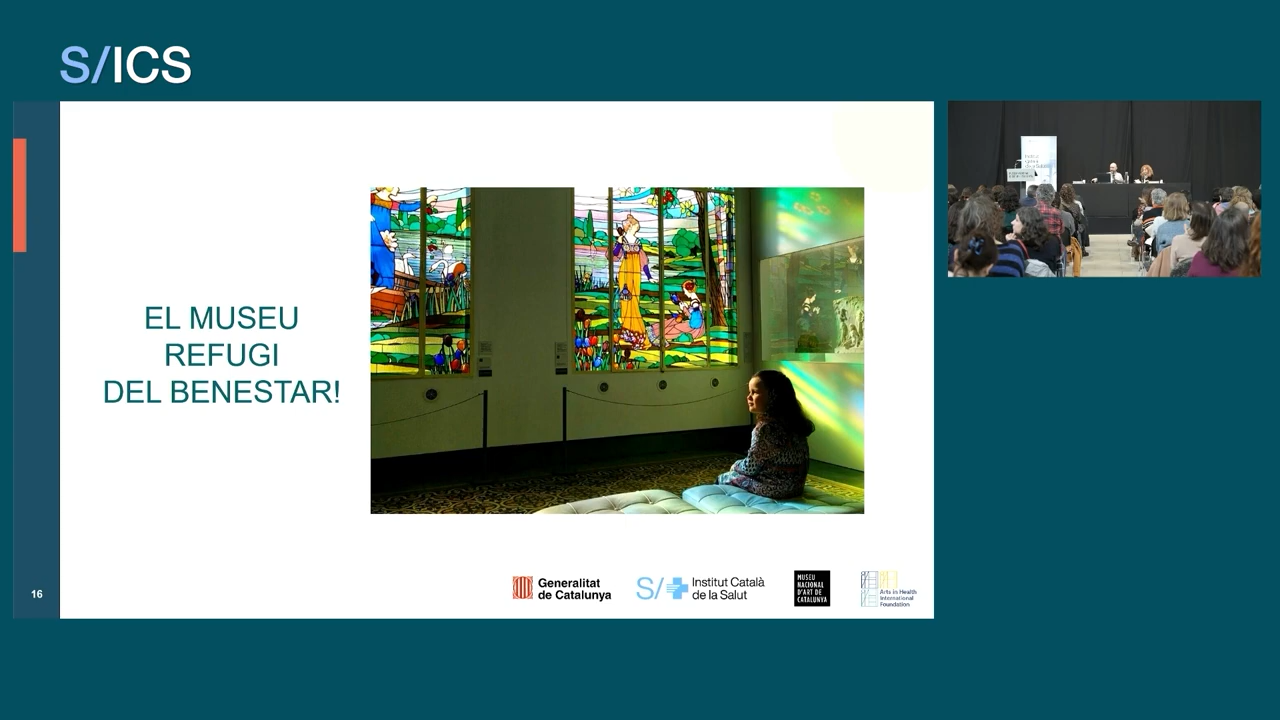 S/ICS
EL MUSEU
REFUGI
DEL BENESTAR!
16
Generalitat
de Catalunya
S/
Institut Català
de la Salut
MUSEU
NACIONAL
D'ART DE
CATALUNYA
Arts in Health
International
Foundation